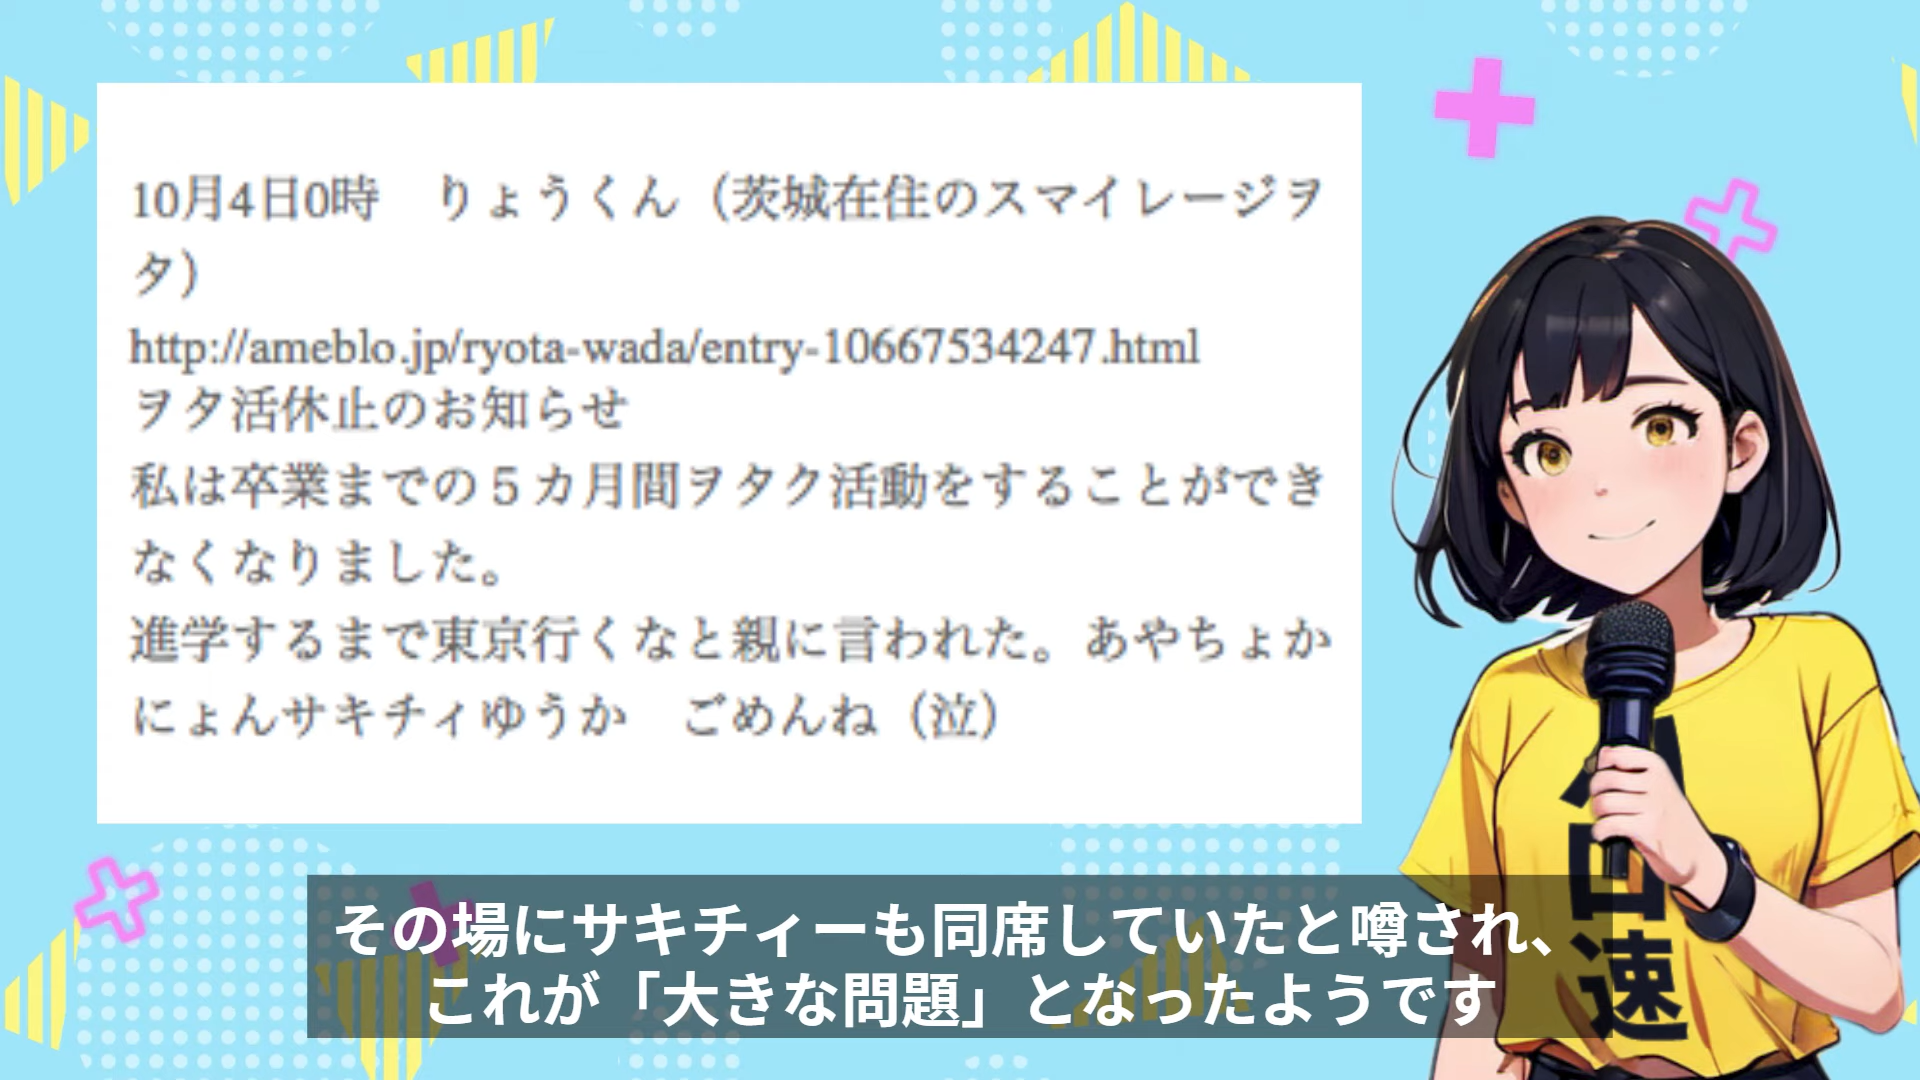 10月4日0時　りょうくん（茨城在住のスマイレージヲ
タ）
http://ameblo.jp/ryota-wada/entry-10667534247.html
ヲタ活休止のお知らせ
私は卒業までの５カ月間ヲタク活動をすることができ
なくなりました。
進学するまで東京行くなと親に言われた。あやちょか
にょんサキチィゆうか　ごめんね（泣）
その場にサキチィーも同席していたと噂され、
これが「大きな問題」となったようです
速